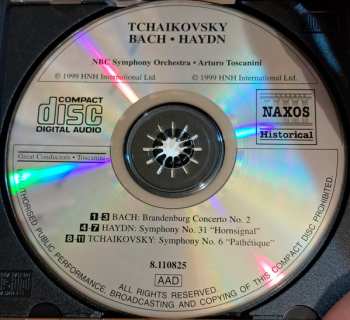 TCHAIKOVSKY
BACH • HAYDN
NBC Symphony Orchestra • Arturo Toscanini
℗ 1999 HNH International Ltd.
© 1999 HNH International Ltd.
COMPACT
disc
DIGITAL AUDIO
NAXOS
Historical
Great Conductors • Toscanini
1-3 BACH: Brandenburg Concerto No. 2
4-7 HAYDN: Symphony No. 31 "Hornsignal"
8-11 TCHAIKOVSKY: Symphony No. 6 "Pathétique"
8.110825
AAD
ALL RIGHTS RESERVED.
THORISED PUBLIC PERFORMANCE, BROADCASTING AND COPYING OF THIS COMPACT DISC PROHIBITED.